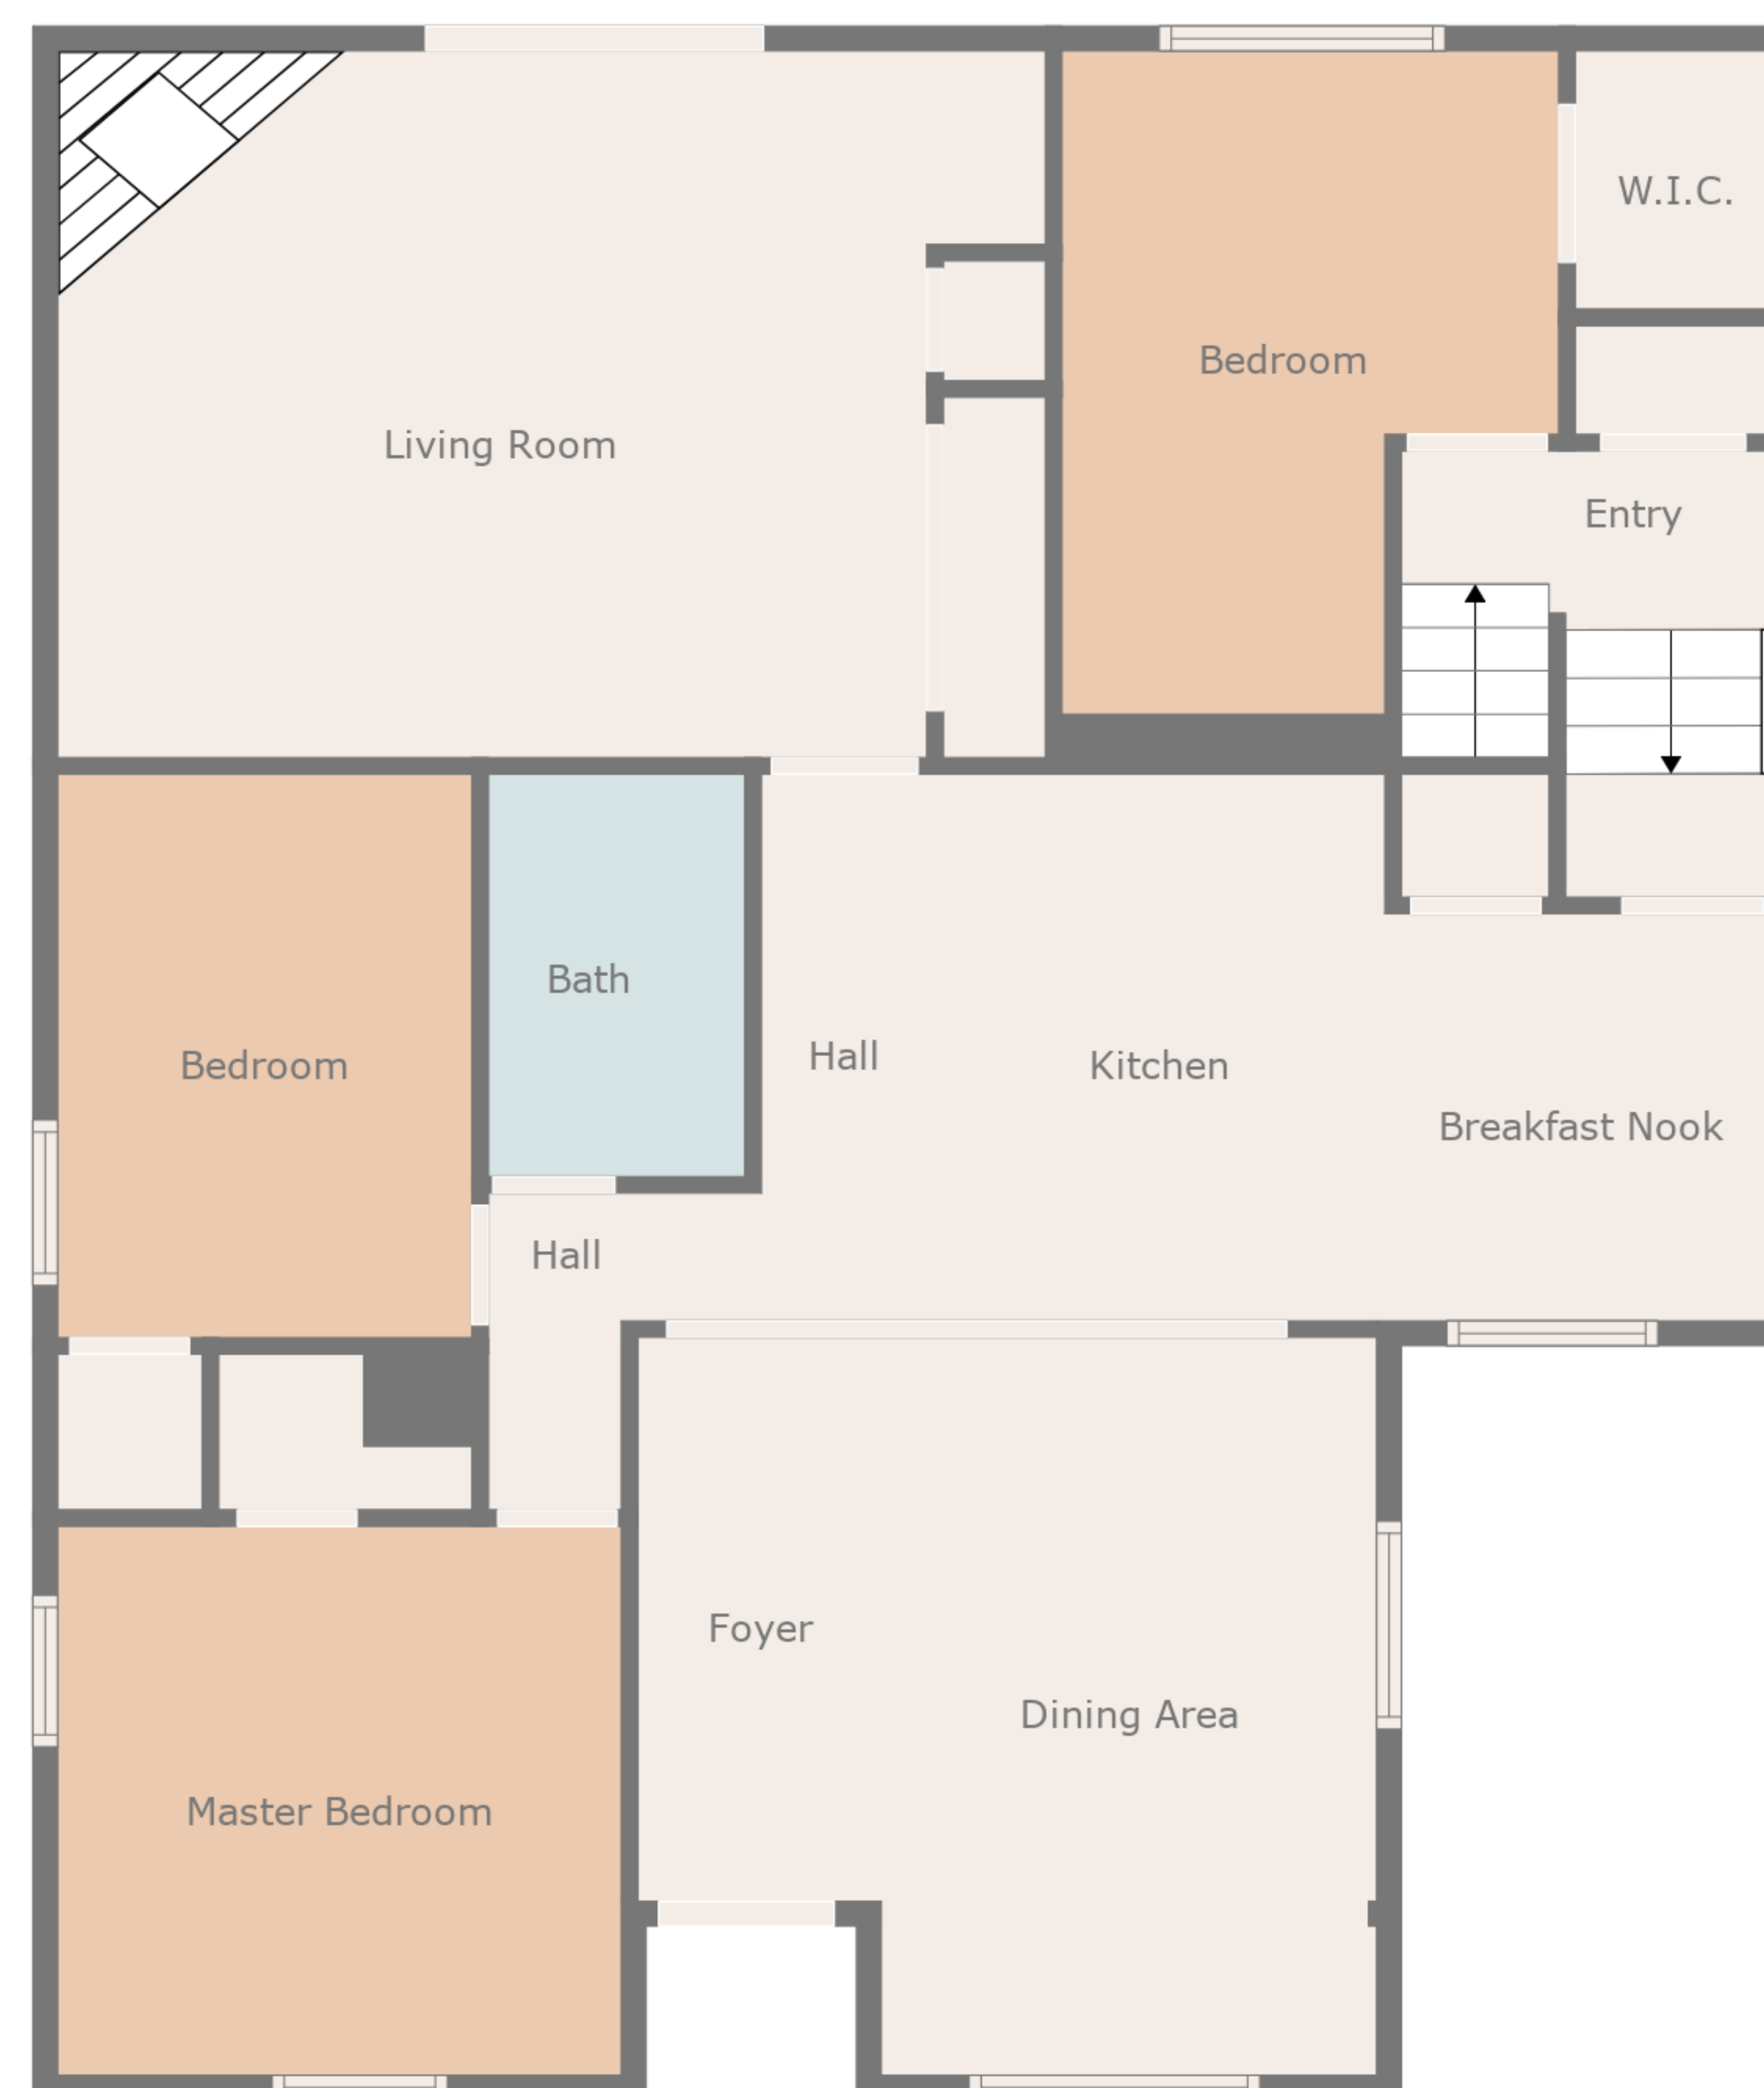 W.I.C.
Bedroom
Living Room
Entry
Bath
Hall
Kitchen
Bedroom
Breakfast Nook
Hall
Foyer
Dining Area
Master Bedroom